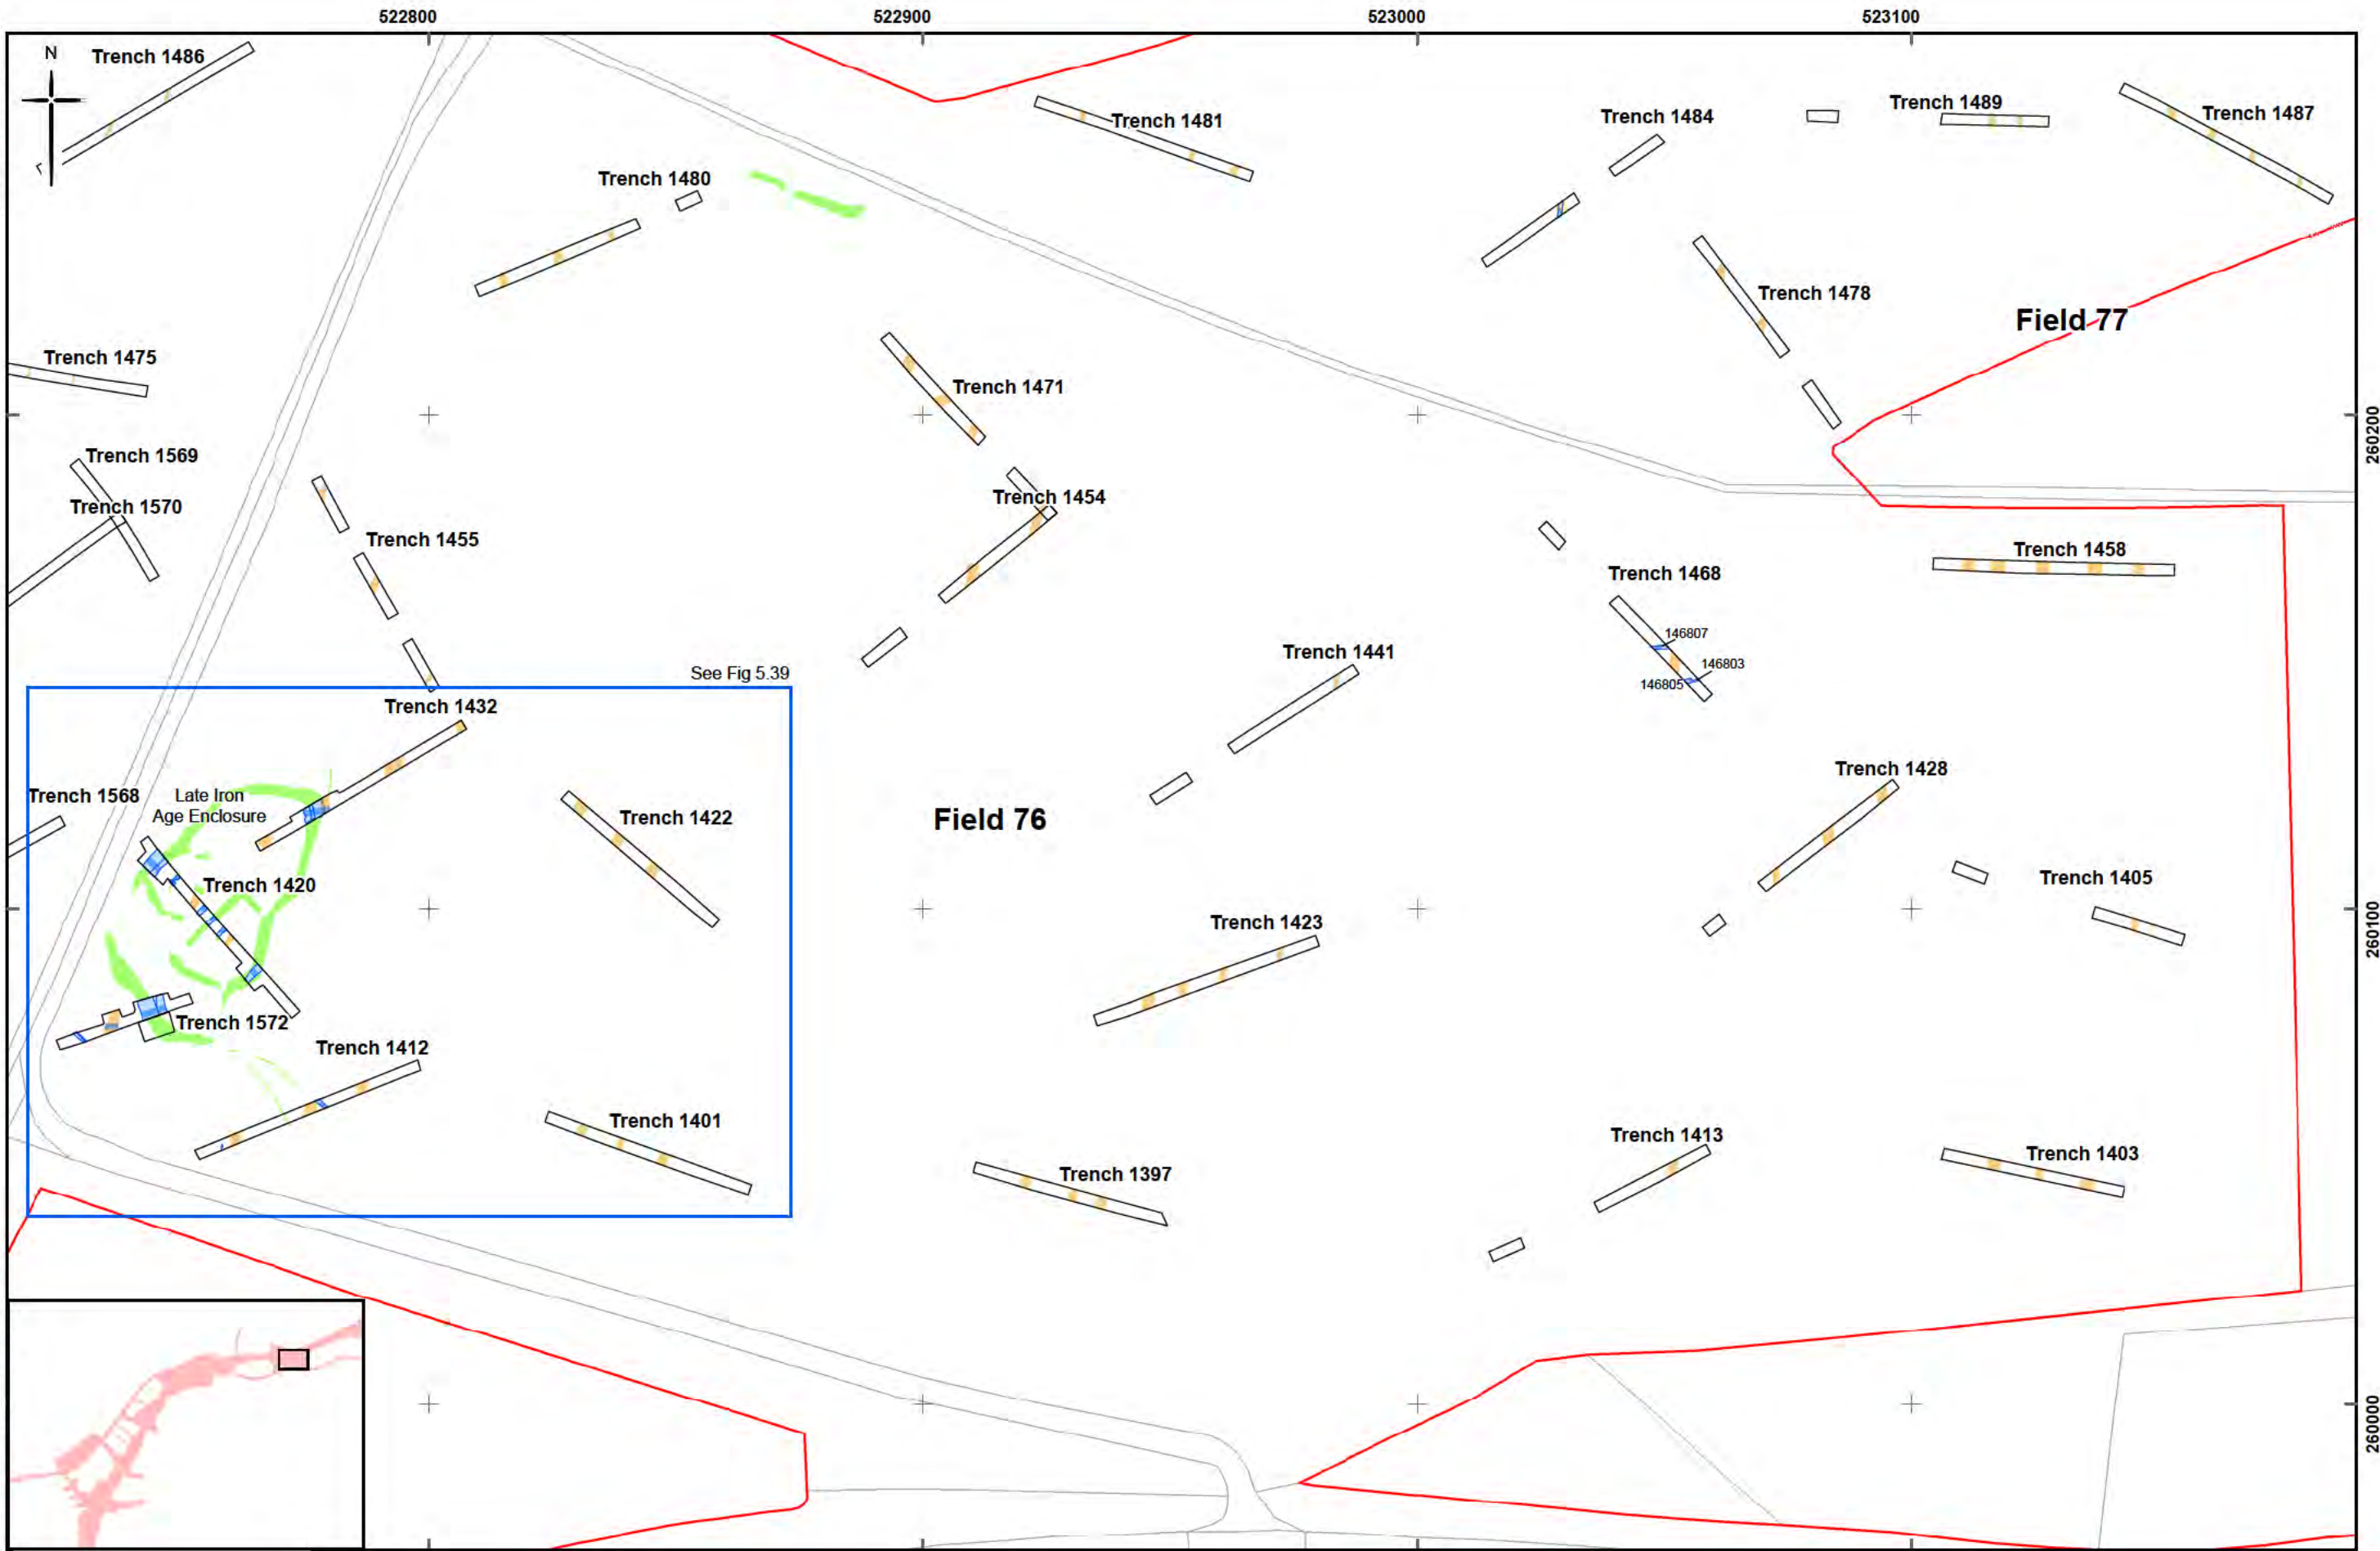 522800
522900
523000
523100
N
Trench 1486
Trench 1481
Trench 1484
Trench 1489
Trench 1487
Trench 1480
Trench 1478
Field 77
Trench 1475
Trench 1471
260200
Trench 1569
Trench 1570
Trench 1454
Trench 1455
Trench 1458
Trench 1468
146807
146803
146805
Trench 1441
See Fig 5.39
Trench 1432
Trench 1428
Trench 1568
Late Iron
Age Enclosure
Trench 1422
Field 76
Trench 1420
Trench 1405
Trench 1423
260100
Trench 1572
Trench 1412
Trench 1401
Trench 1413
Trench 1403
Trench 1397
260000